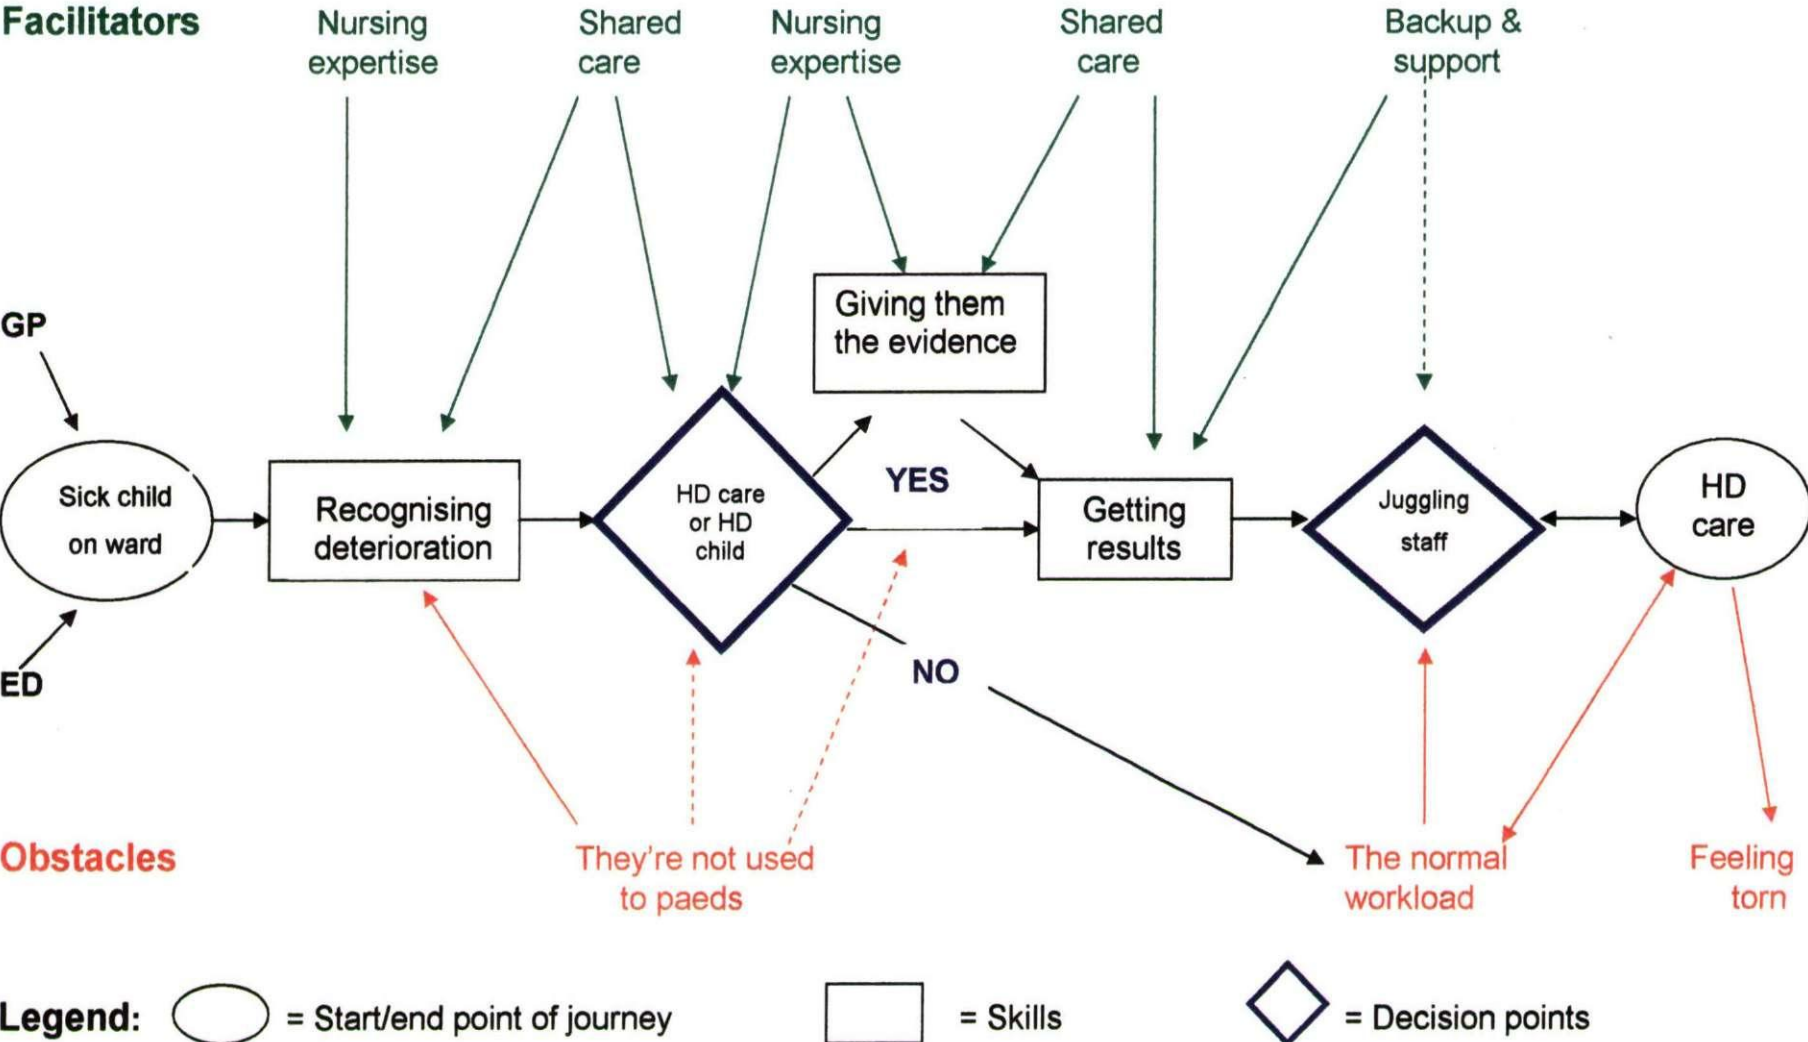 Facilitators
Nursing
expertise
Shared
care
Nursing
expertise
Shared
care
Backup &
support
GP
Giving them
the evidence
Sick child
on ward
Recognising
deterioration
HD care
or HD
child
YES
Getting
results
Juggling
staff
HD
care
ED
NO
Obstacles
They're not used
to paeds
The normal
workload
Feeling
torn
Legend:
= Start/end point of journey
= Skills
= Decision points